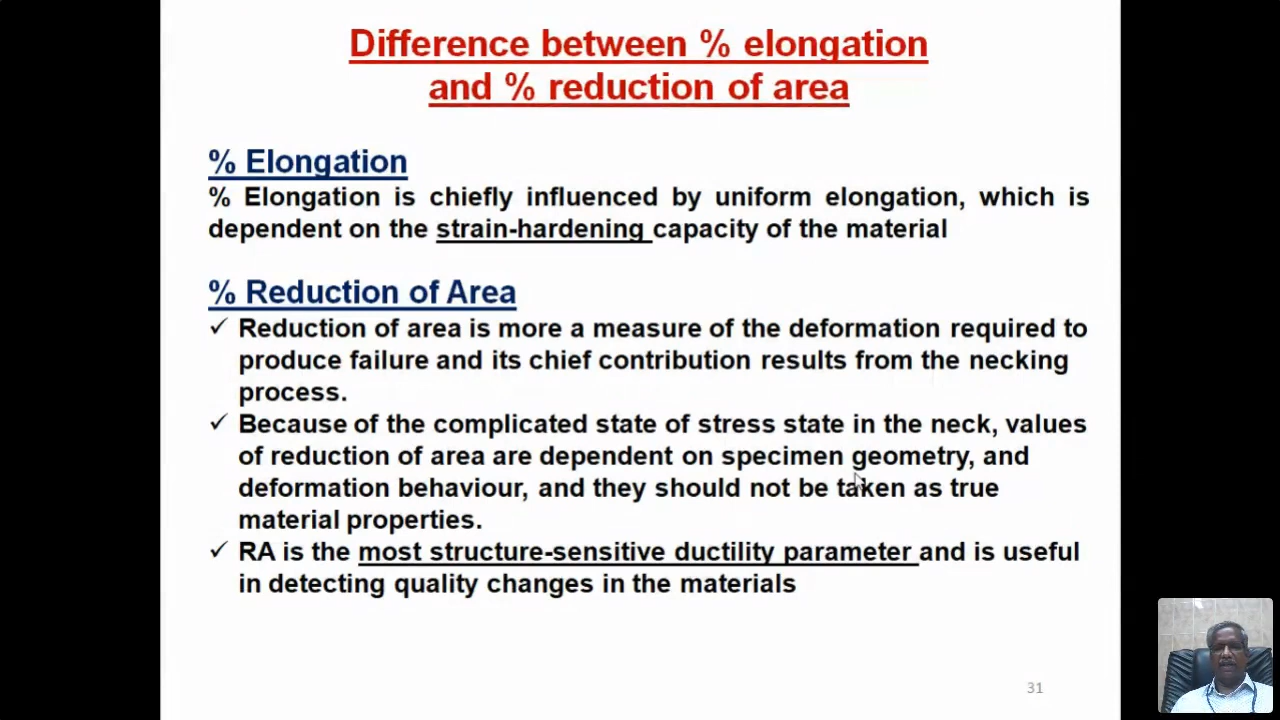 Difference between % elongation
and % reduction of area
% Elongation
% Elongation is chiefly influenced by uniform elongation, which is
dependent on the strain-hardening capacity of the material
% Reduction of Area
✓ Reduction of area is more a measure of the deformation required to
produce failure and its chief contribution results from the necking
process.
✓ Because of the complicated state of stress state in the neck, values
of reduction of area are dependent on specimen geometry, and
deformation behaviour, and they should not be taken as true
material properties.
✓ RA is the most structure-sensitive ductility parameter and is useful
in detecting quality changes in the materials
31